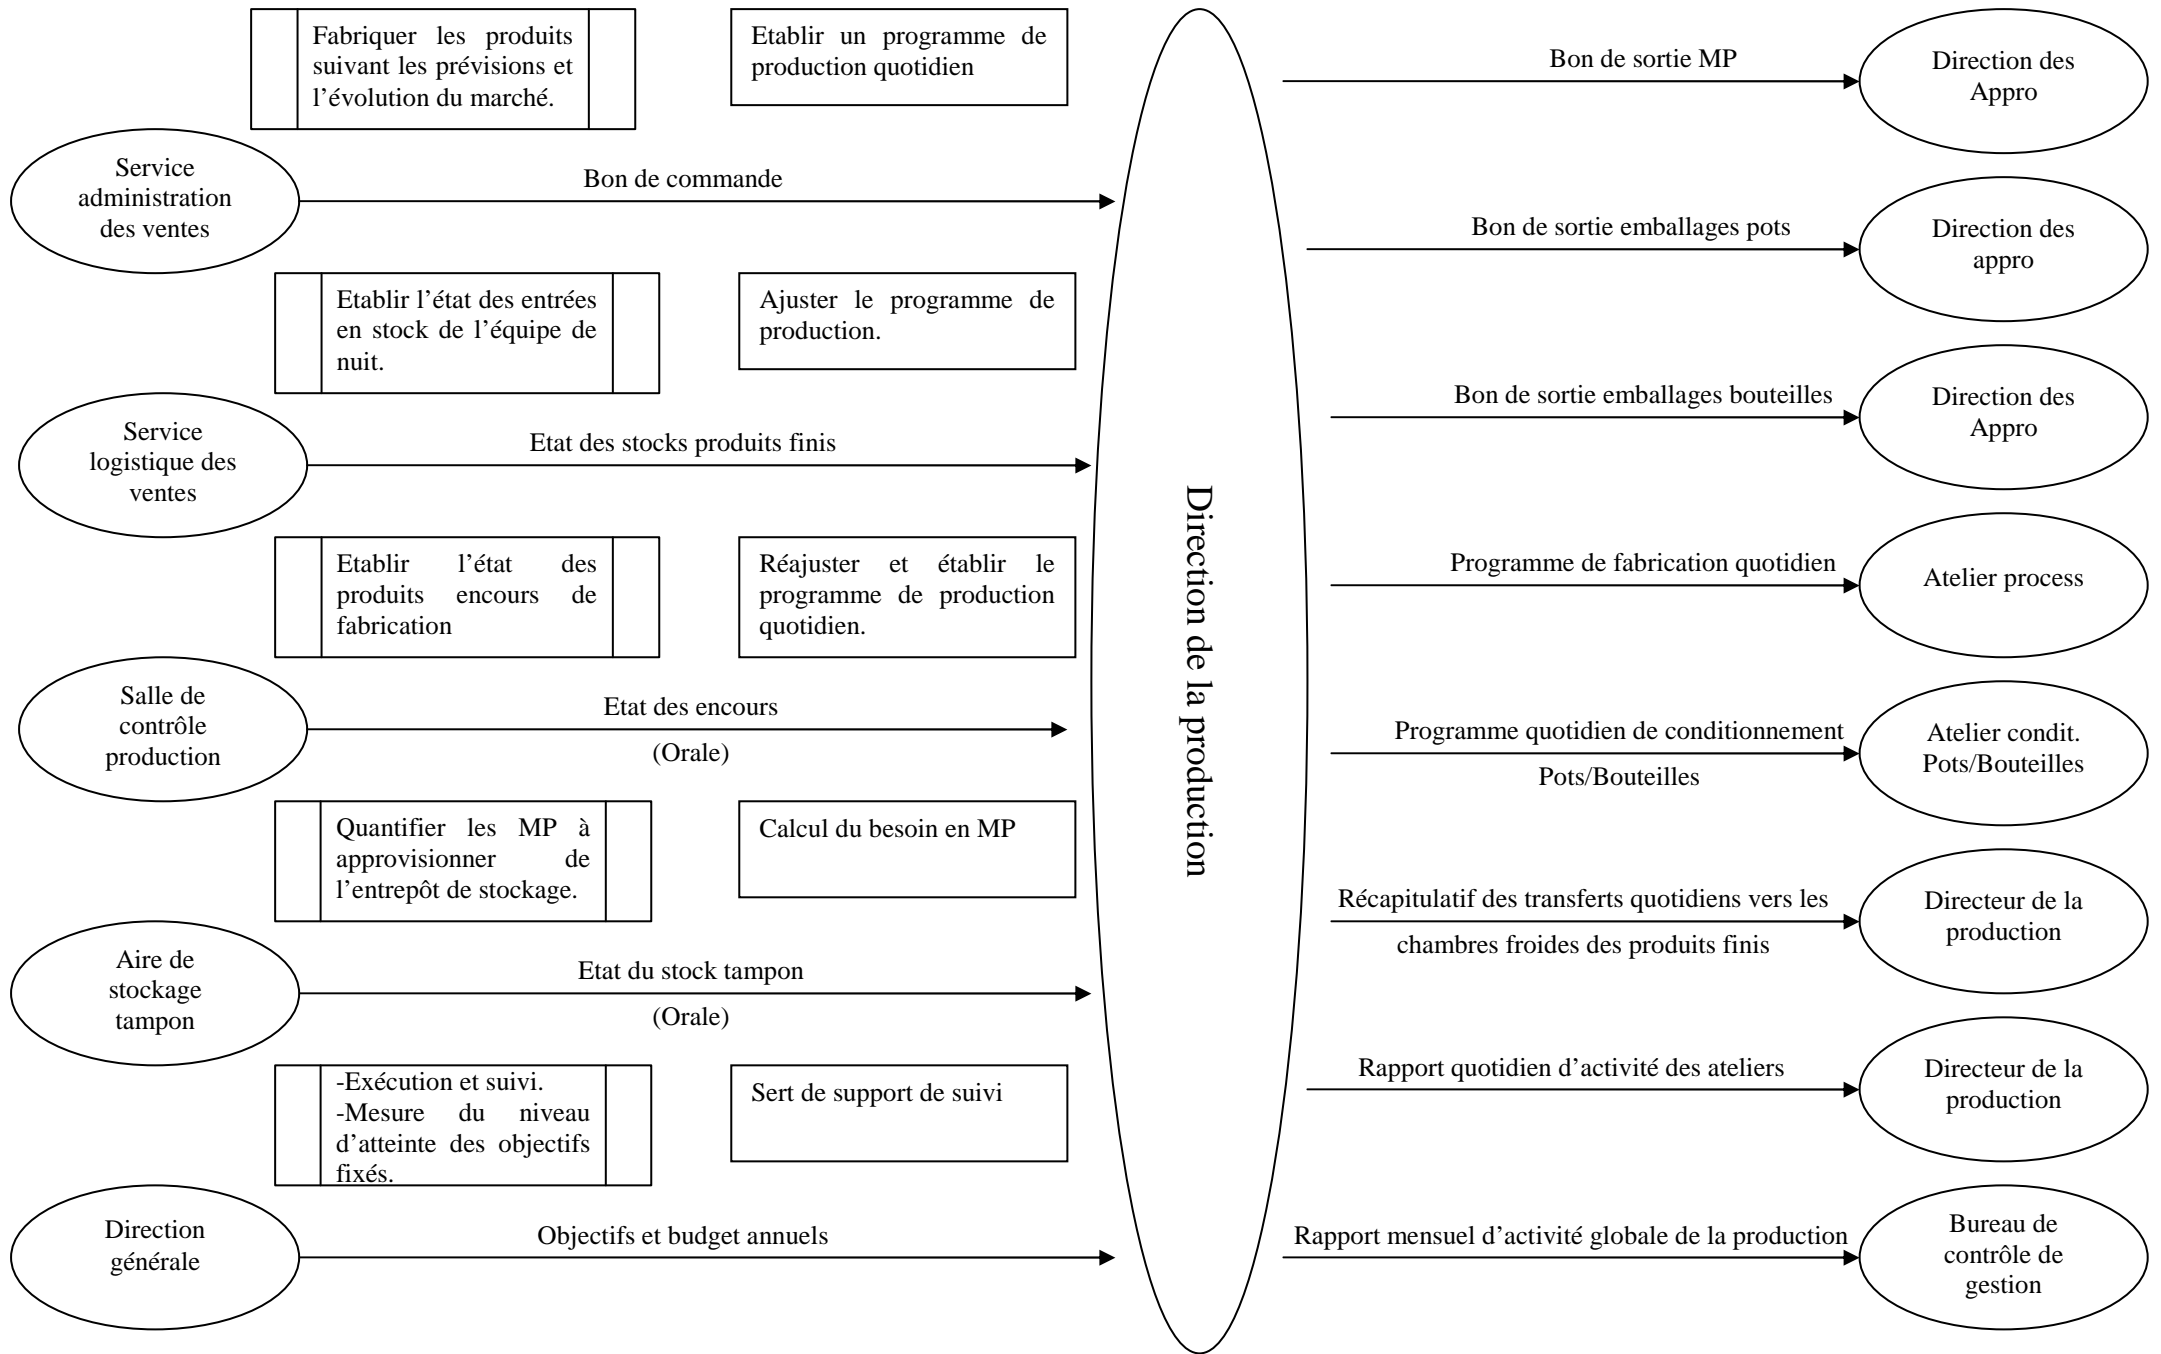 Fabriquer les produits
suivant les prévisions et
l’évolution du marché.
Etablir un programme de
production quotidien
Service
administration
des ventes
Bon de commande
Etablir l’état des entrées
en stock de l’équipe de
nuit.
Ajuster le programme de
production.
Service
logistique des
ventes
Etat des stocks produits finis
Etablir l’état des
produits encours de
fabrication
Réajuster et établir le
programme de production
quotidien.
Salle de
contrôle
production
Etat des encours
(Orale)
Quantifier les MP à
approvisionner de
l’entrepôt de stockage.
Calcul du besoin en MP
Aire de
stockage
tampon
Etat du stock tampon
(Orale)
-Exécution et suivi.
-Mesure du niveau
d’atteinte des objectifs
fixés.
Sert de support de suivi
Direction
générale
Objectifs et budget annuels
Direction de la production
Bon de sortie MP
Direction des
Appro
Bon de sortie emballages pots
Direction des
appro
Bon de sortie emballages bouteilles
Direction des
Appro
Programme de fabrication quotidien
Atelier process
Programme quotidien de conditionnement
Pots/Bouteilles
Atelier condit.
Pots/Bouteilles
Récapitulatif des transferts quotidiens vers les
chambres froides des produits finis
Directeur de la
production
Rapport quotidien d’activité des ateliers
Directeur de la
production
Rapport mensuel d’activité globale de la production
Bureau de
contrôle de
gestion